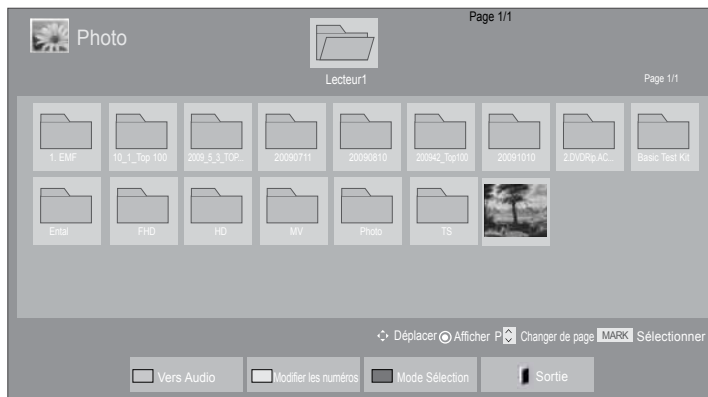 Page 1/1
Photo
Lecteur1
Page 1/1
1. EMF 10_1_Top 100 2009_5_3_TOP... 20090711 20090810 200942_Top100 20091010 2.DVDRip.AC... Basic Test Kit
Ental FHD HD MV Photo TS
Déplacer Afficher P Changer de page MARK Sélectionner
Vers Audio Modifier les numéros Mode Sélection Sortie